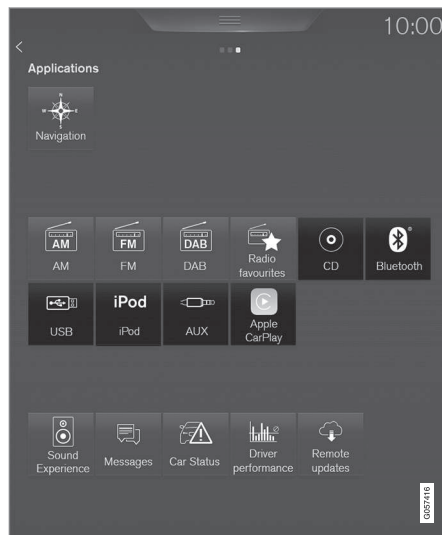 10:00
Applications
N
W E
S
Navigation
AM FM DAB
AM FM DAB Radio favourites CD Bluetooth
iPod
USB iPod AUX Apple CarPlay
Sound Experience Messages Car Status Driver performance Remote updates
G057416